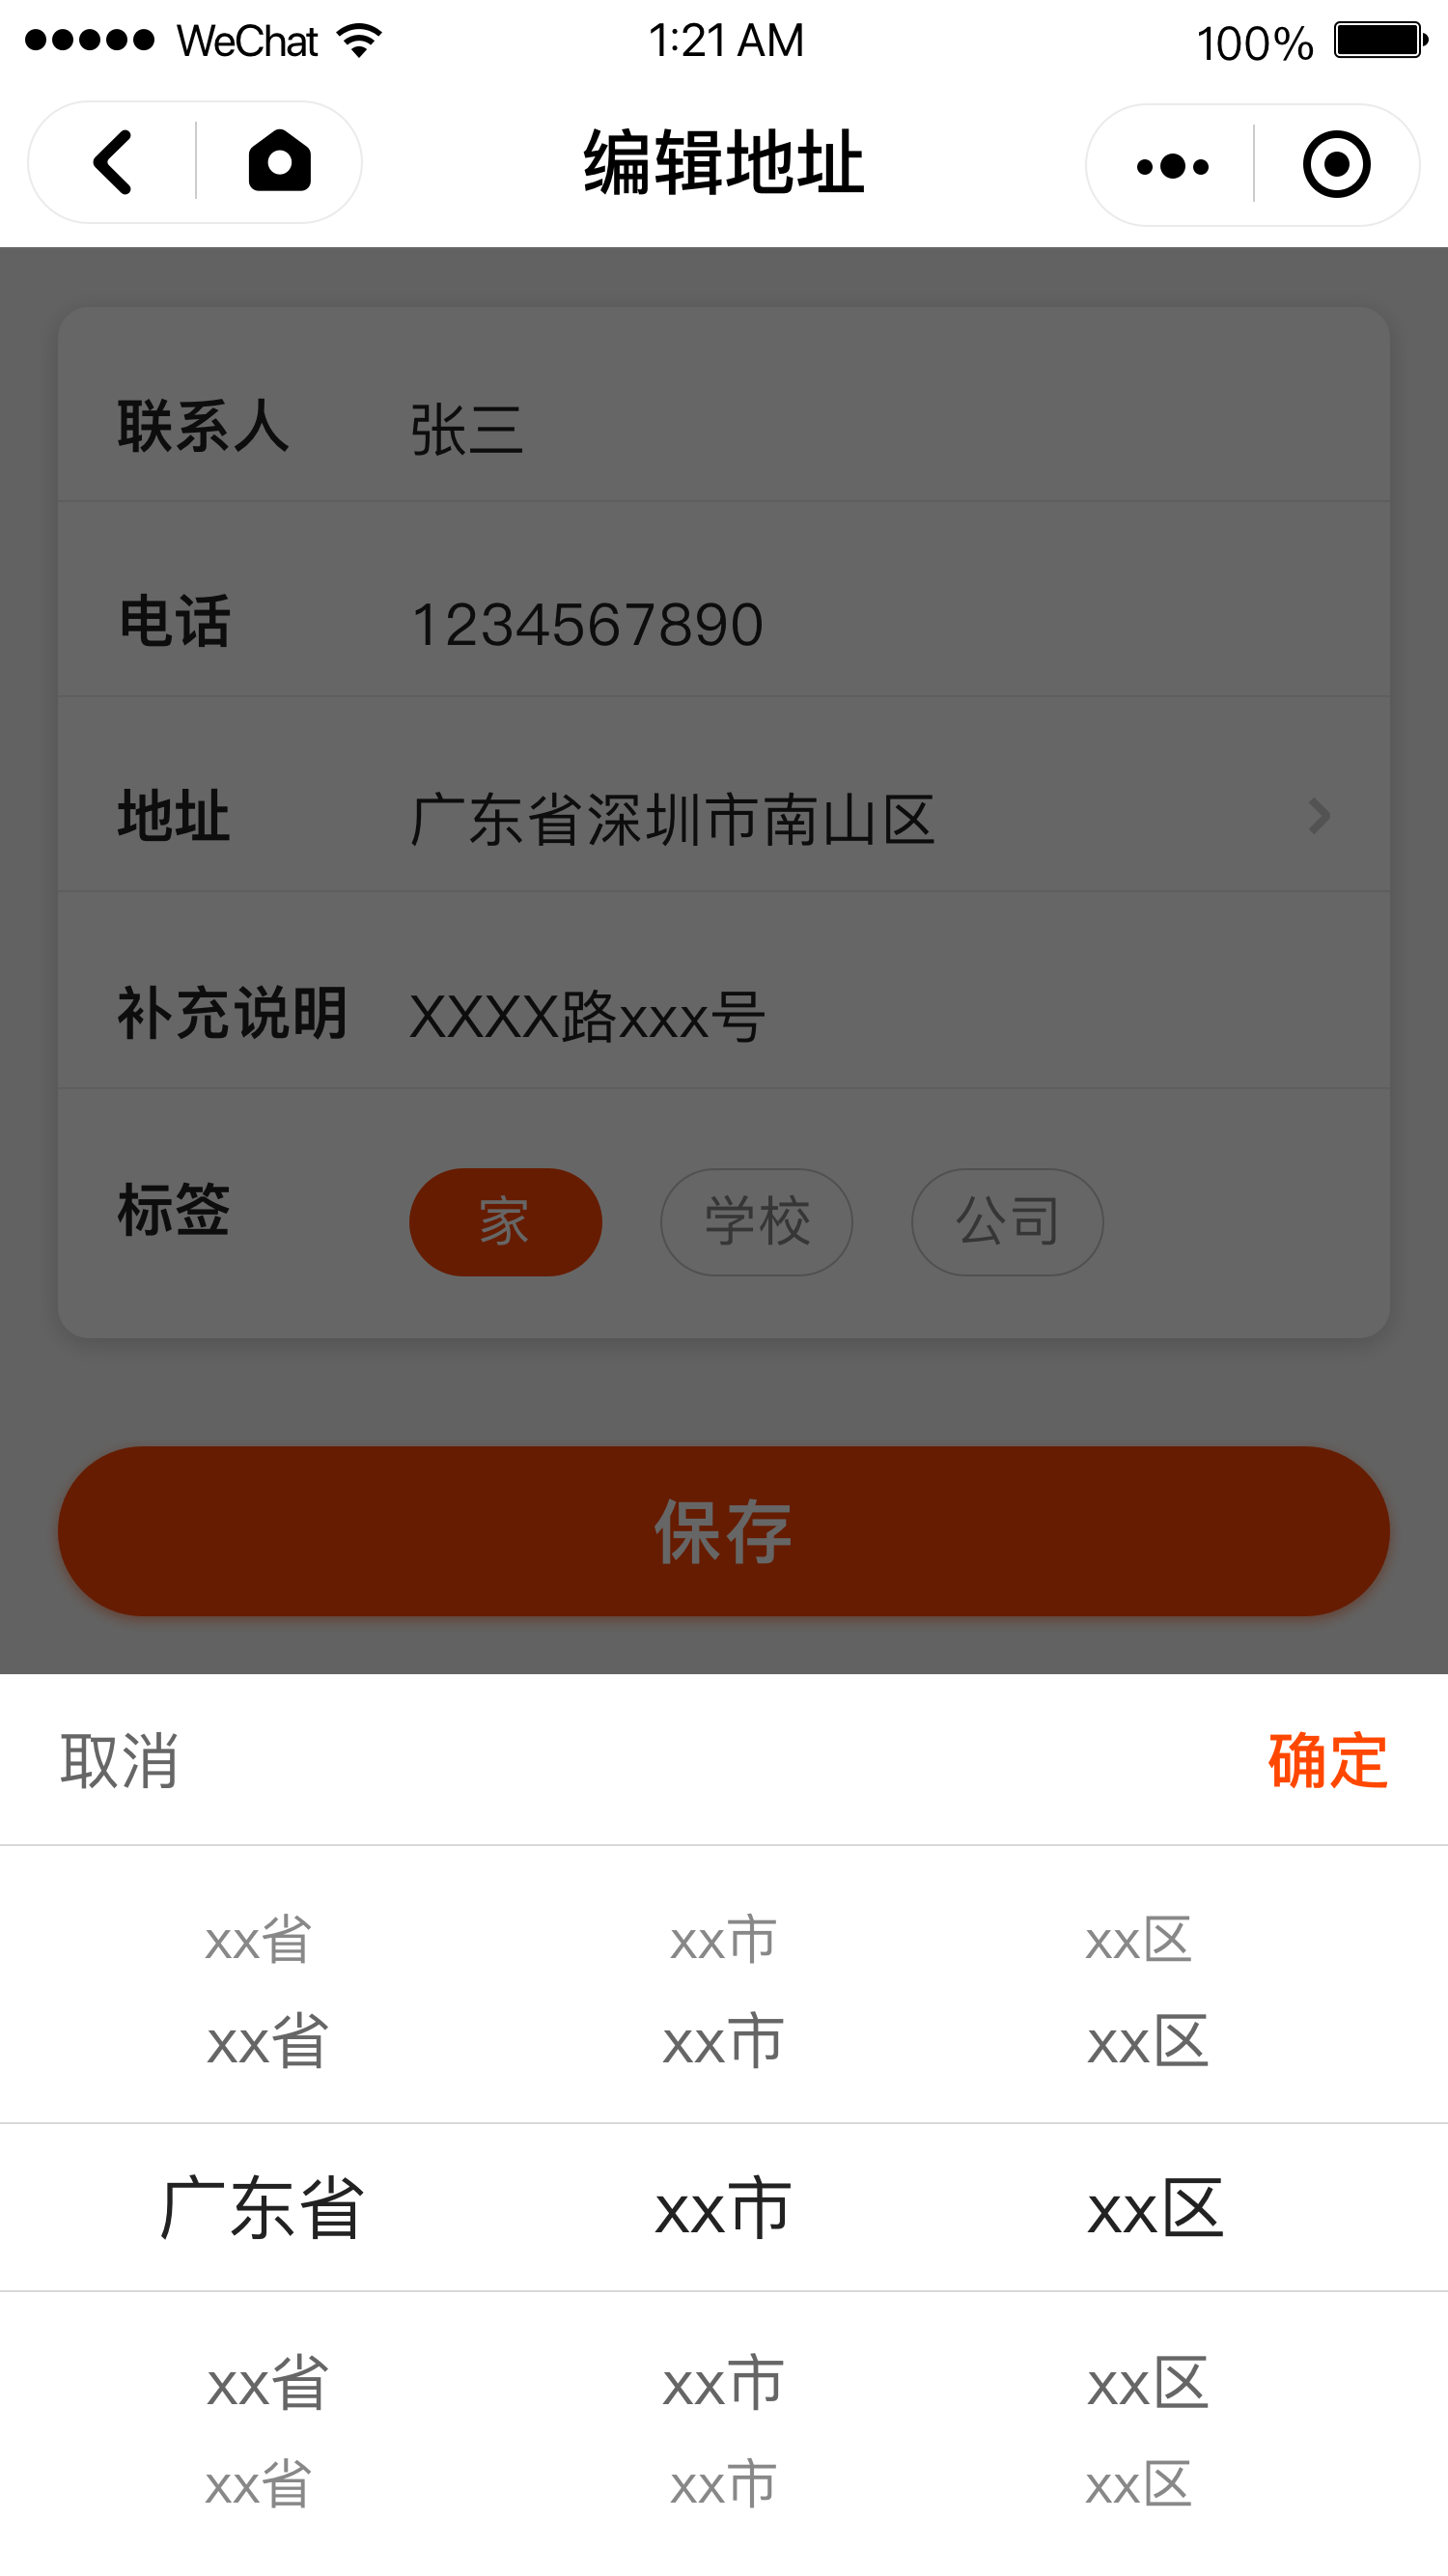 WeChat 1:21 AM 100%
编辑地址
联系人 张三
电话 1234567890
地址 广东省深圳市南山区
补充说明 XXXX路xxx号
标签 家 学校 公司
保存
取消 确定
xx省 xx市 xx区
xx省 xx市 xx区
广东省 xx市 xx区
xx省 xx市 xx区
xx省 xx市 xx区